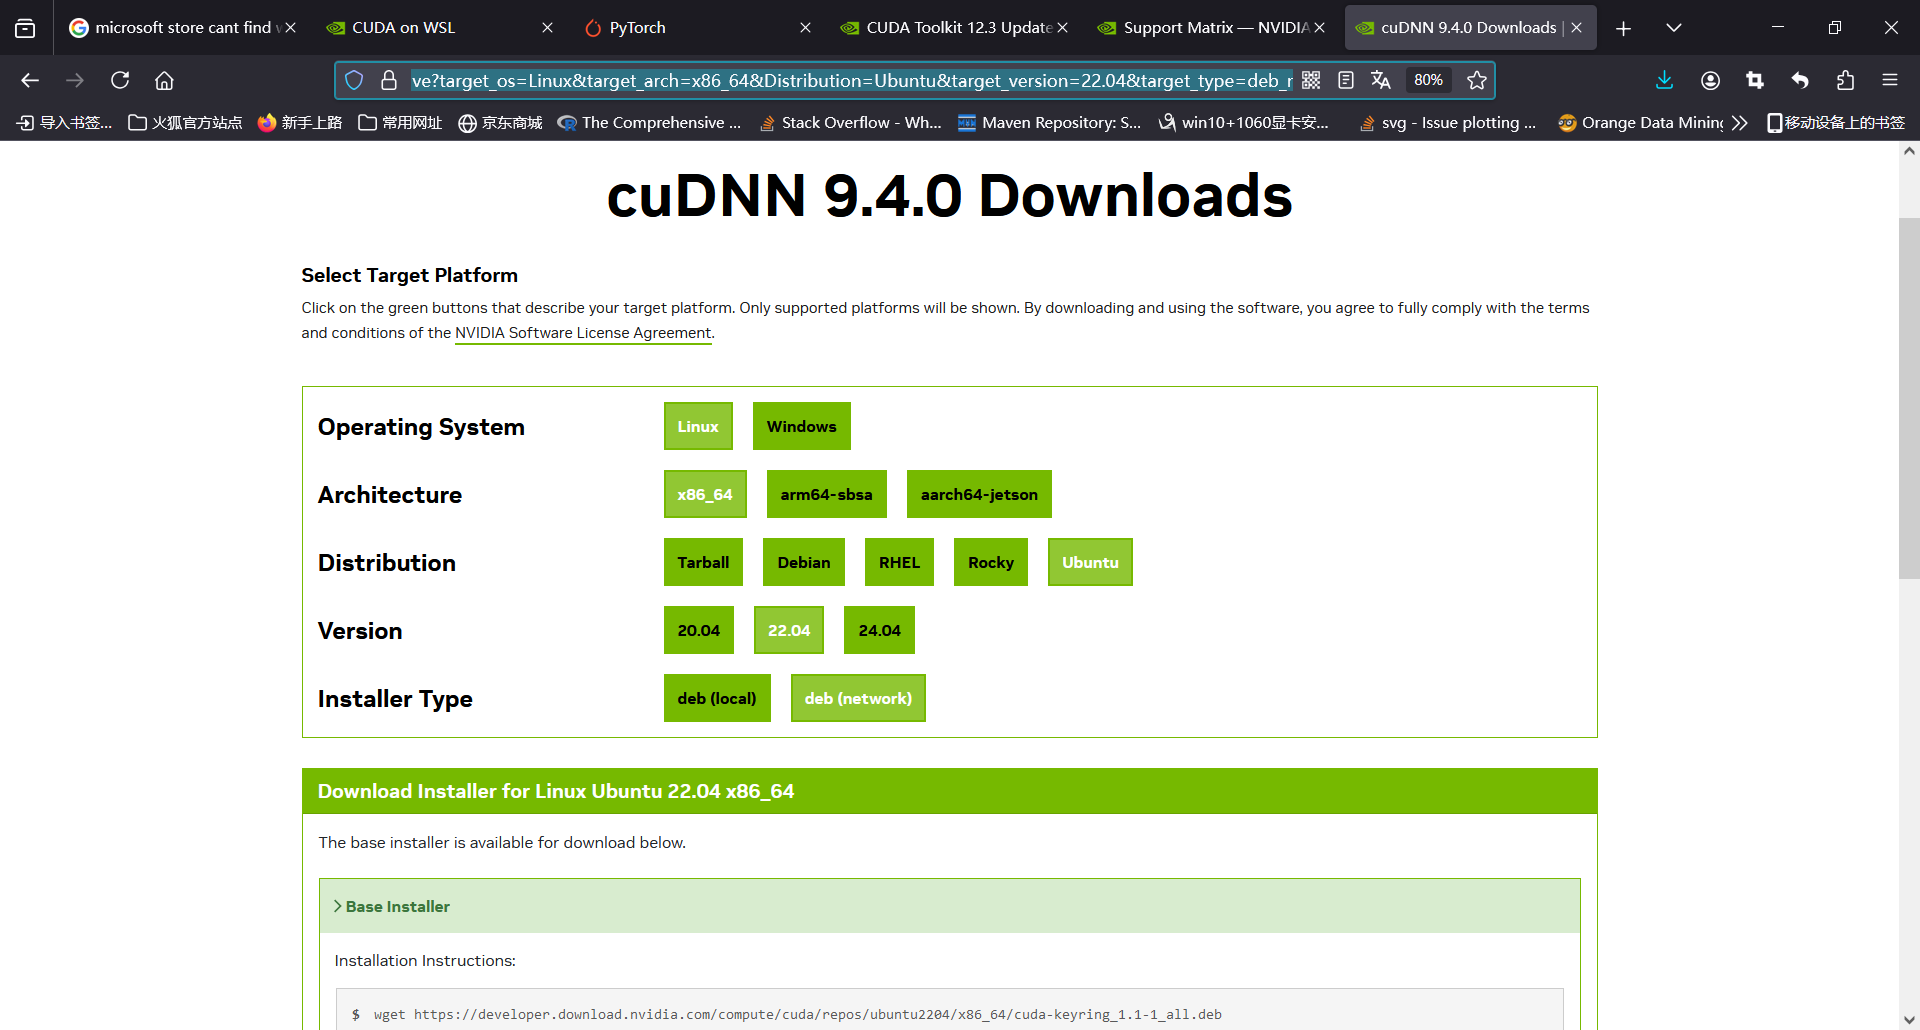 microsoft store cant find
CUDA on WSL
PyTorch
CUDA Toolkit 12.3 Update
Support Matrix — NVIDIA
cuDNN 9.4.0 Downloads |
ve?target_os=Linux&target_arch=x86_64&Distribution=Ubuntu&target_version=22.04&target_type=deb_
80%
导入书签...
火狐官方站点
新手上路
常用网址
京东商城
The Comprehensive ...
Stack Overflow - Wh...
Maven Repository: S...
win10+1060显卡安...
svg - Issue plotting ...
Orange Data Mining
移动设备上的书签
cuDNN 9.4.0 Downloads
Select Target Platform
Click on the green buttons that describe your target platform. Only supported platforms will be shown. By downloading and using the software, you agree to fully comply with the terms
and conditions of the NVIDIA Software License Agreement.
Operating System
Linux
Windows
Architecture
x86_64
arm64-sbsa
aarch64-jetson
Distribution
Tarball
Debian
RHEL
Rocky
Ubuntu
Version
20.04
22.04
24.04
Installer Type
deb (local)
deb (network)
Download Installer for Linux Ubuntu 22.04 x86_64
The base installer is available for download below.
Base Installer
Installation Instructions:
$ wget https://developer.download.nvidia.com/compute/cuda/repos/ubuntu2204/x86_64/cuda-keyring_1.1-1_all.deb